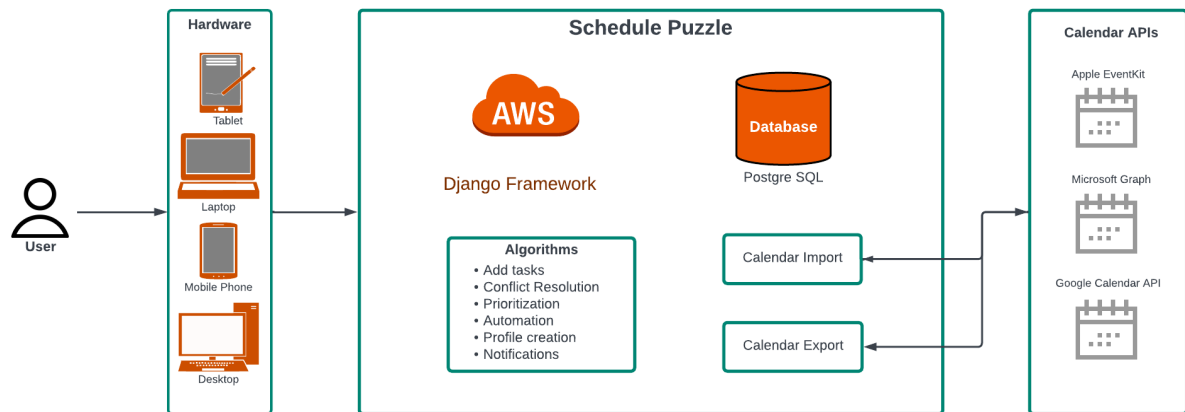 User
Hardware
Tablet
Laptop
Mobile Phone
Desktop
Schedule Puzzle
AWS
Django Framework
Database
Postgre SQL
Algorithms
• Add tasks
• Conflict Resolution
• Prioritization
• Automation
• Profile creation
• Notifications
Calendar Import
Calendar Export
Calendar APIs
Apple EventKit
Microsoft Graph
Google Calendar API